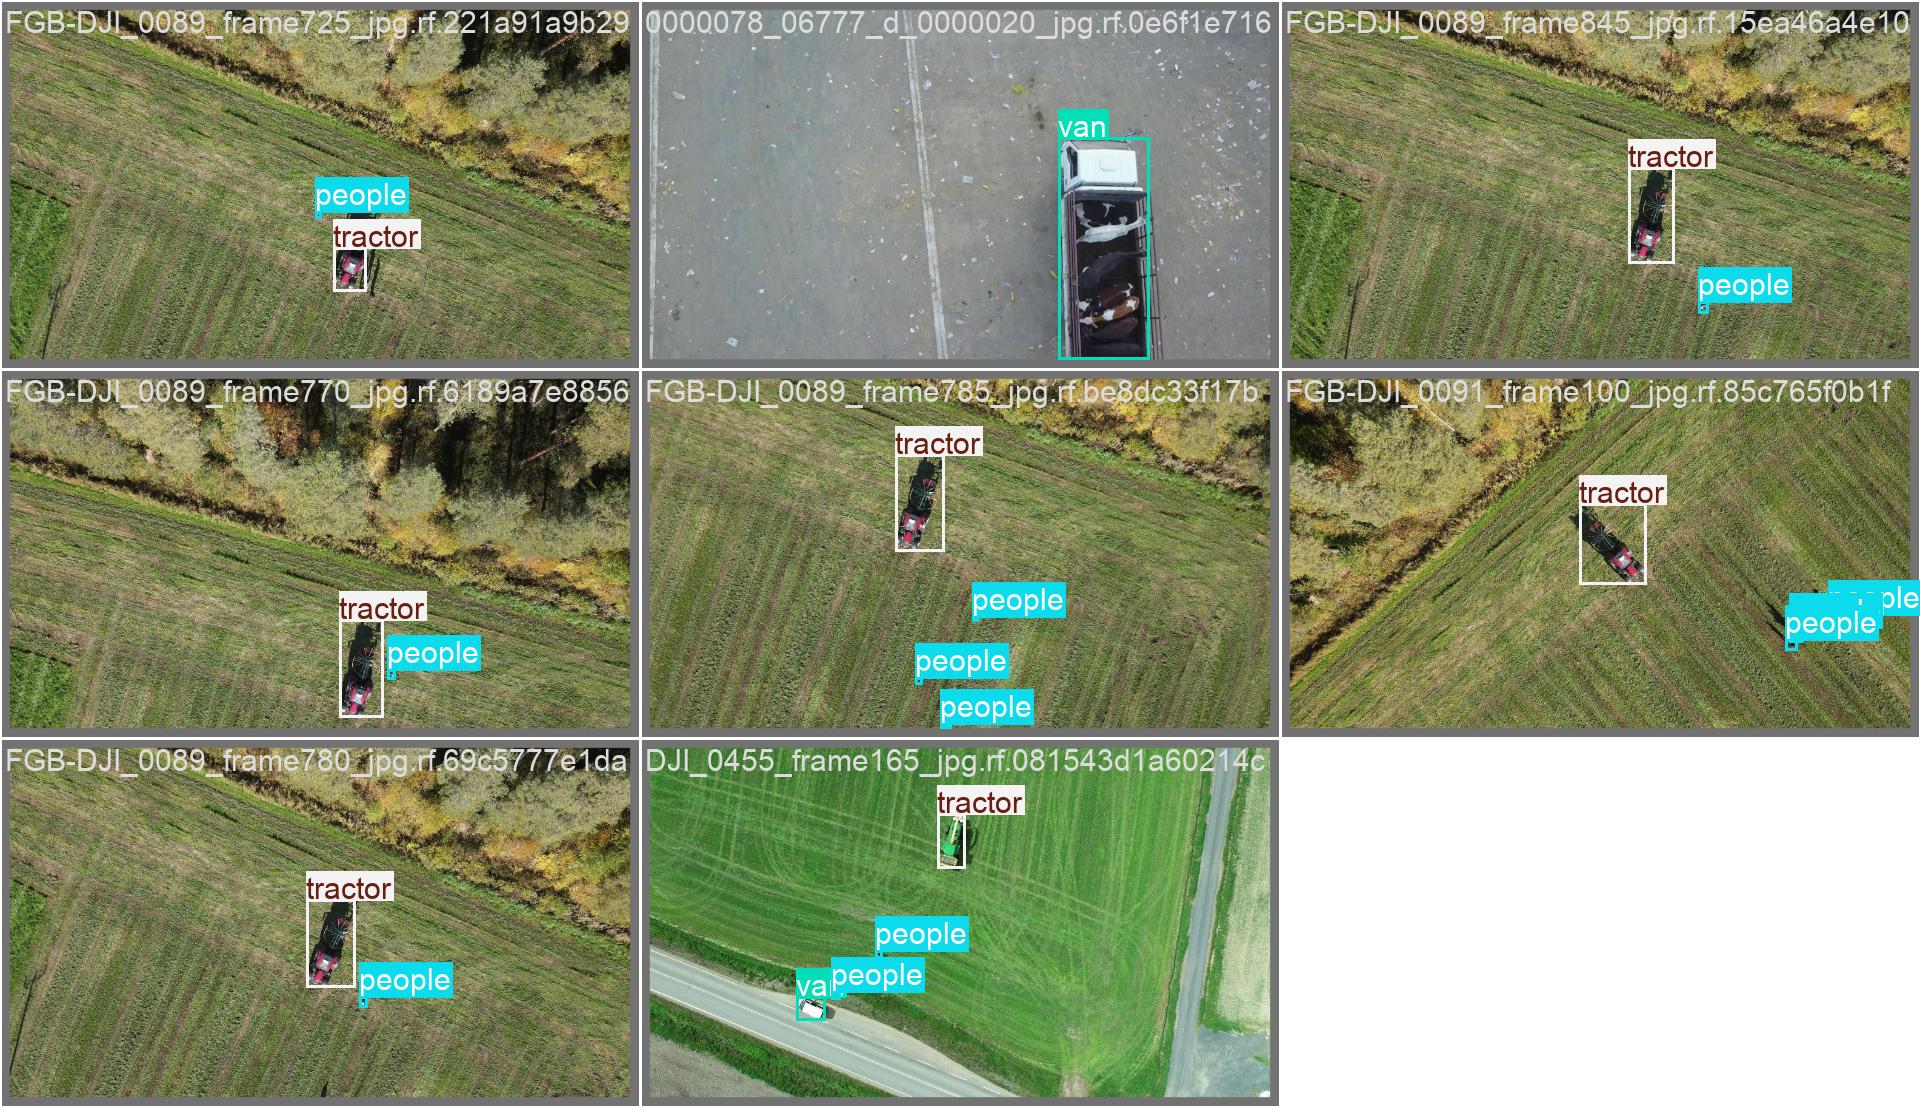 FGB-DJI_0089_frame725_jpg.rf.221a91a9b29
people
tractor
0000078_06777_d_0000020_jpg.rf.0e6f1e716
van
FGB-DJI_0089_frame845_jpg.rf.15ea46a4e10
tractor
people
FGB-DJI_0089_frame770_jpg.rf.6189a7e8856
tractor
people
FGB-DJI_0089_frame785_jpg.rf.be8dc33f17b
tractor
people
people
people
FGB-DJI_0091_frame100_jpg.rf.85c765f0b1f
tractor
people
FGB-DJI_0089_frame780_jpg.rf.69c5777e1da
tractor
people
DJI_0455_frame165_jpg.rf.081543d1a60214c
tractor
people
people